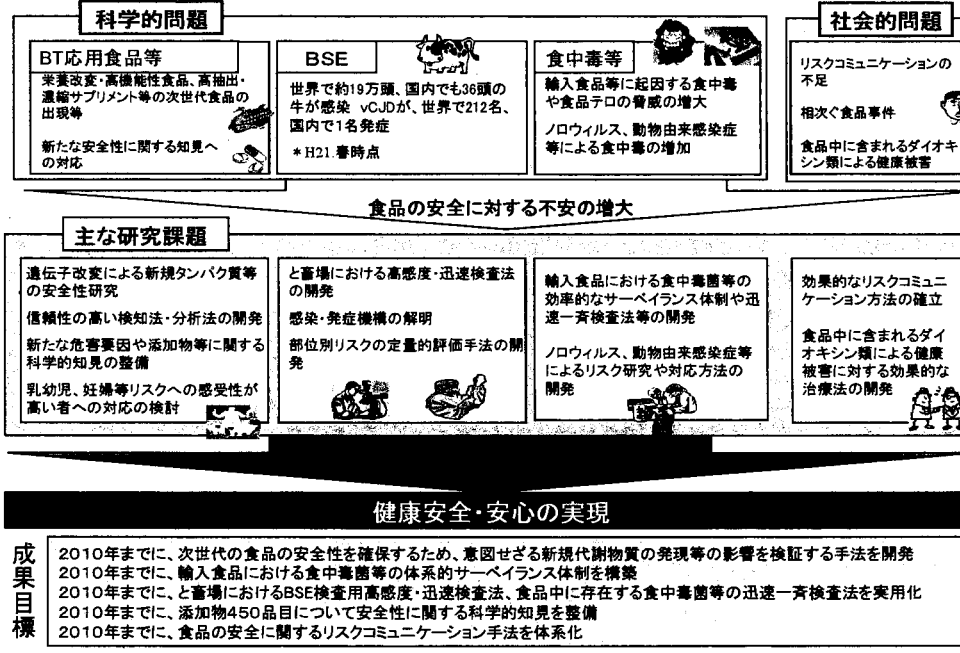 科学的問題
社会的問題
BT応用食品等
栄養改変・高機能性食品、高抽出・
濃縮サプリメント等の次世代食品の
出現等
新たな安全性に関する知見へ
の対応
BSE
世界で約19万頭、国内でも36頭の
牛が感染 vCJDが、世界で212名、
国内で1名発症
*H21.春時点
食中毒等
輸入食品等に起因する食中毒
や食品テロの脅威の増大
ノロウィルス、動物由来感染症
等による食中毒の増加
リスクコミュニケーションの
不足
相次ぐ食品事件
食品中に含まれるダイオキ
シン類による健康被害
食品の安全に対する不安の増大
主な研究課題
遺伝子改変による新規タンパク質等
の安全性研究
信頼性の高い検知法・分析法の開発
新たな危害要因や添加物等に関する
科学的知見の整備
乳幼児、妊婦等リスクへの感受性が
高い者への対応の検討
と畜場における高感度・迅速検査法
の開発
感染・発症機構の解明
部位別リスクの定量的評価手法の開
発
輸入食品における食中毒菌等の
効率的なサーベイランス体制や迅
速一斉検査法等の開発
ノロウィルス、動物由来感染症等
によるリスク研究や対応方法の
開発
効果的なリスクコミュニ
ケーション方法の確立
食品中に含まれるダイ
オキシン類による健康
被害に対する効果的な
治療法の開発
健康安全・安心の実現
成果目標
2010年までに、次世代の食品の安全性を確保するため、意図せざる新規代謝物質の発現等の影響を検証する手法を開発
2010年までに、輸入食品における食中毒菌等の体系的サーベイランス体制を構築
2010年までに、と畜場におけるBSE検査用高感度・迅速検査法、食品中に存在する食中毒菌等の迅速一斉検査法を実用化
2010年までに、添加物450品目について安全性に関する科学的知見を整備
2010年までに、食品の安全に関するリスクコミュニケーション手法を体系化